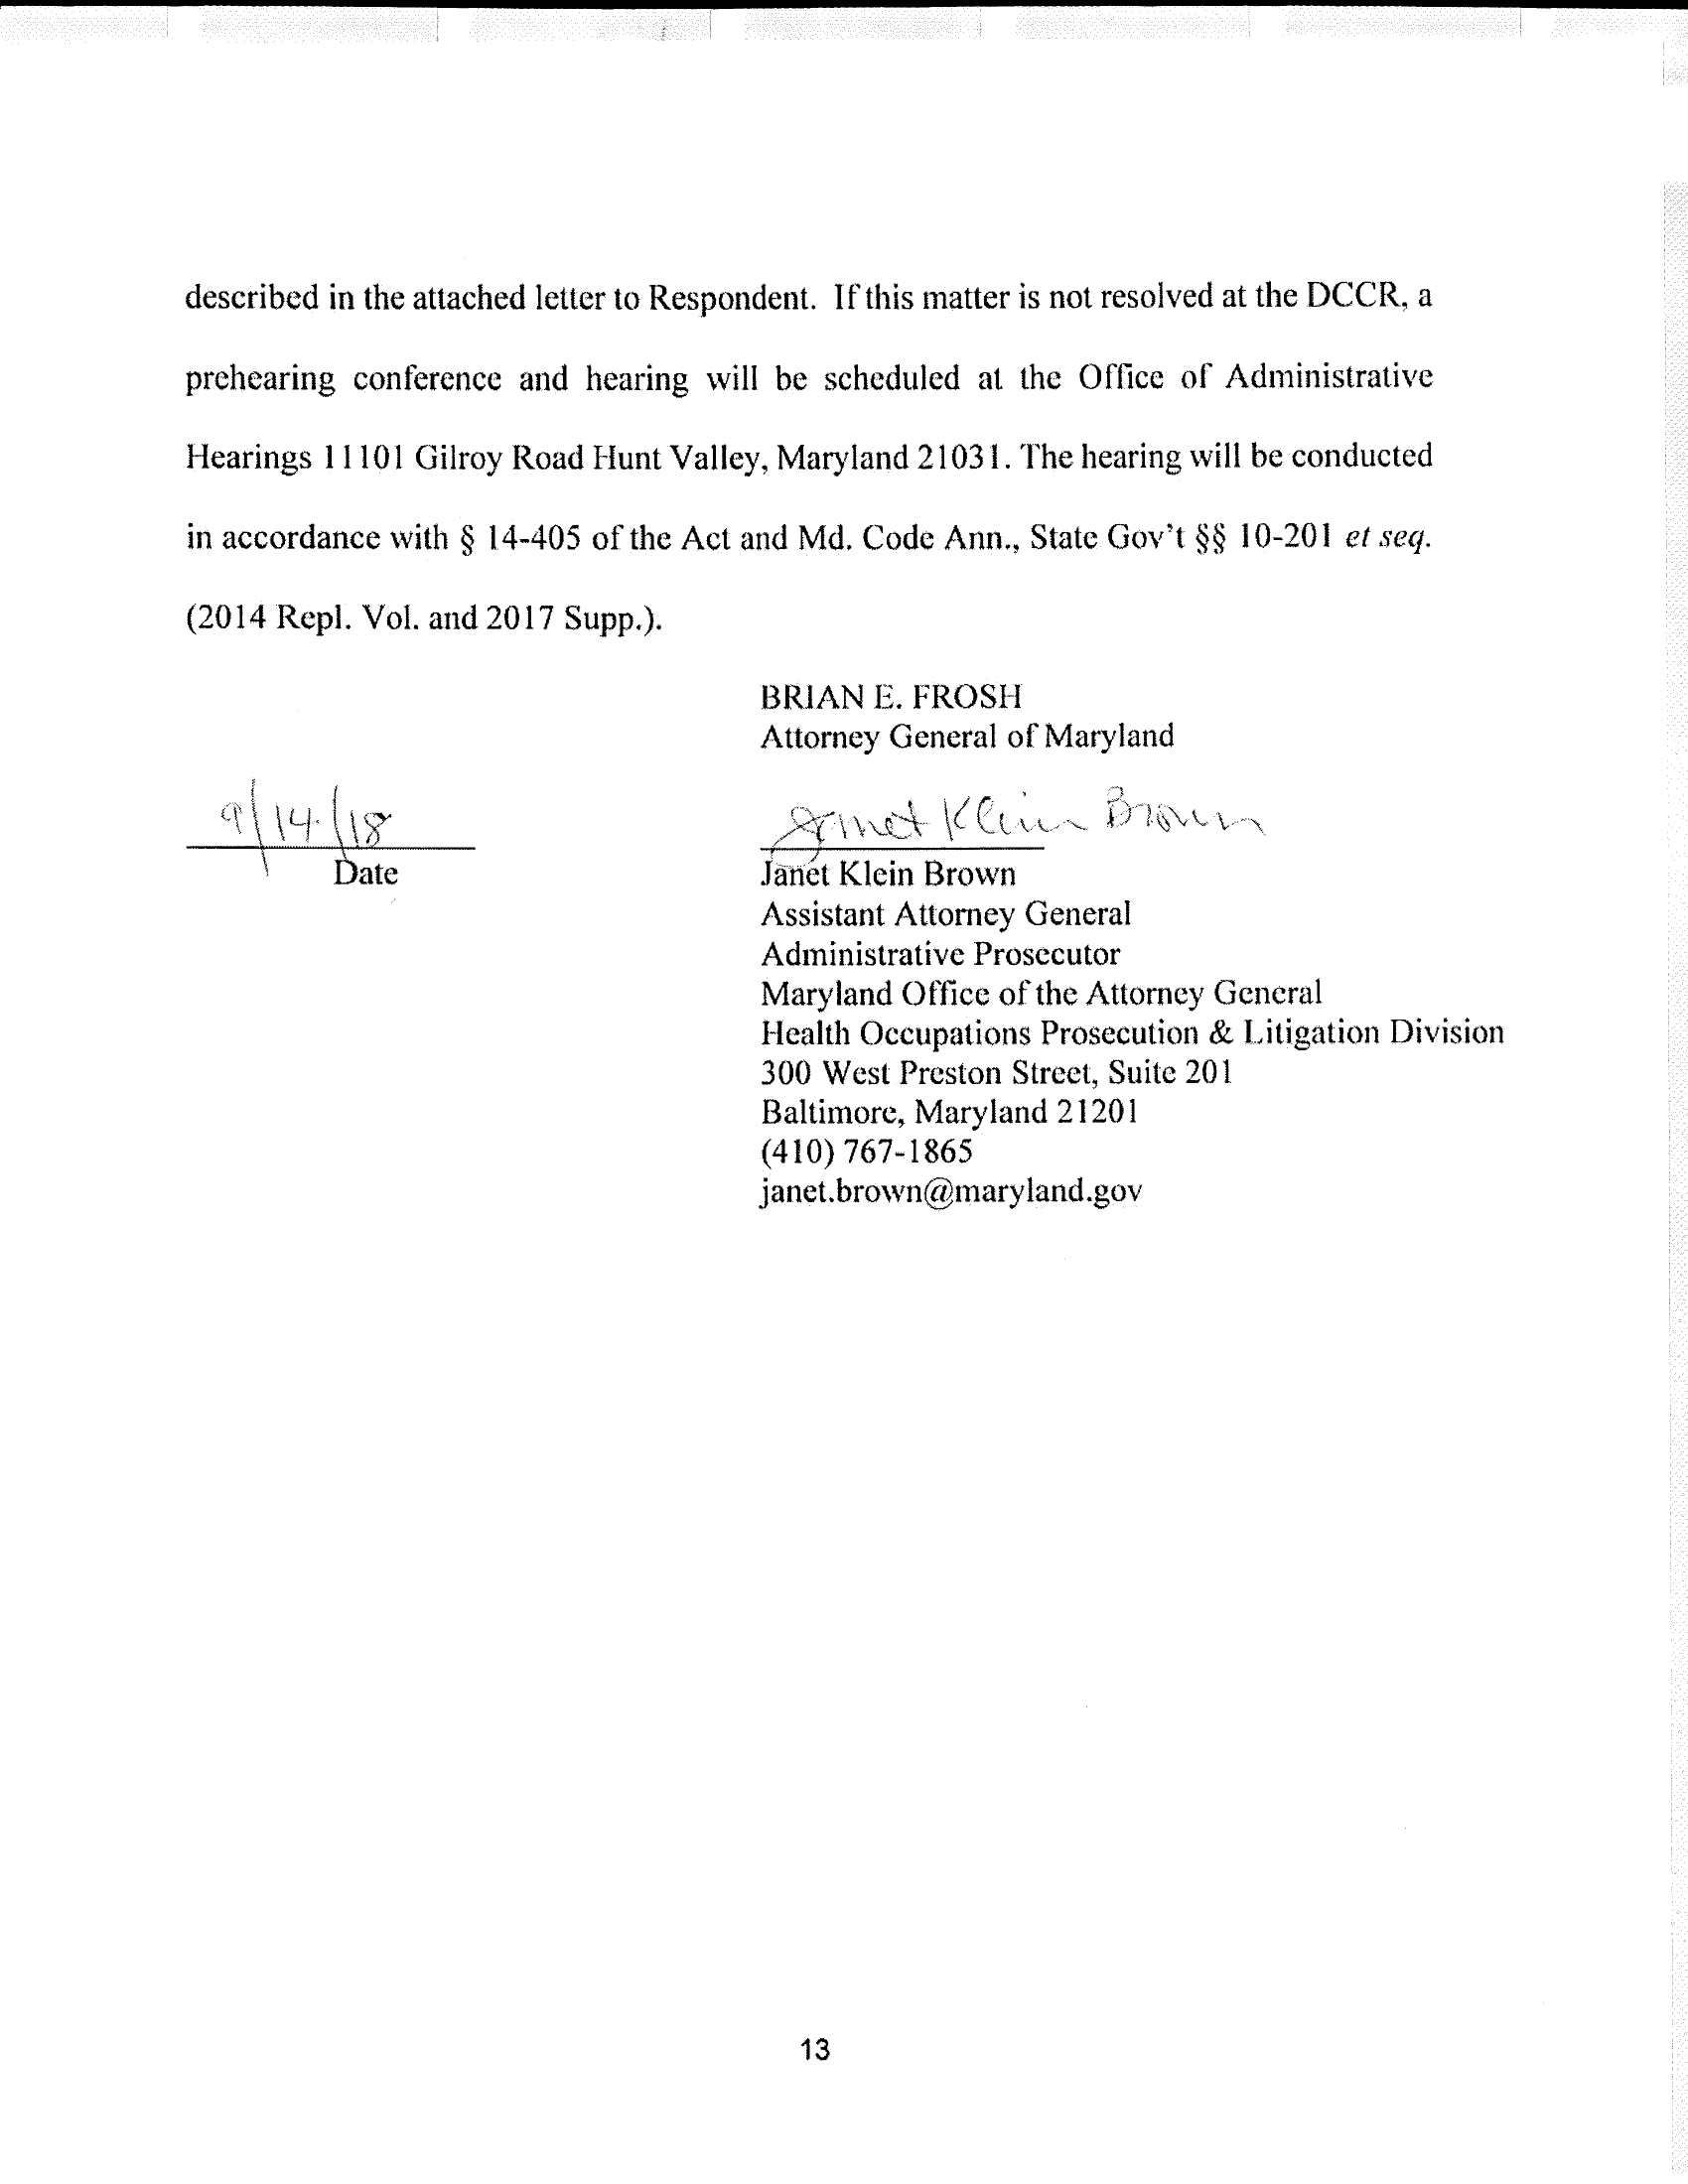 described in the attached letter to Respondent. If this matter is not resolved at the DCCR, a
prehearing conference and hearing will be scheduled at the Office of Administrative
Hearings 11101 Gilroy Road Hunt Valley, Maryland 21031. The hearing will be conducted
in accordance with § 14-405 of the Act and Md. Code Ann., State Gov't §§ 10-201 et seq.
(2014 Repl. Vol. and 2017 Supp.).
BRIAN E. FROSH
Attorney General of Maryland
9/14/18
Date
Janet Klein Brown
Janet Klein Brown
Assistant Attorney General
Administrative Prosecutor
Maryland Office of the Attorney General
Health Occupations Prosecution & Litigation Division
300 West Preston Street, Suite 201
Baltimore, Maryland 21201
(410) 767-1865
janet.brown@maryland.gov
13